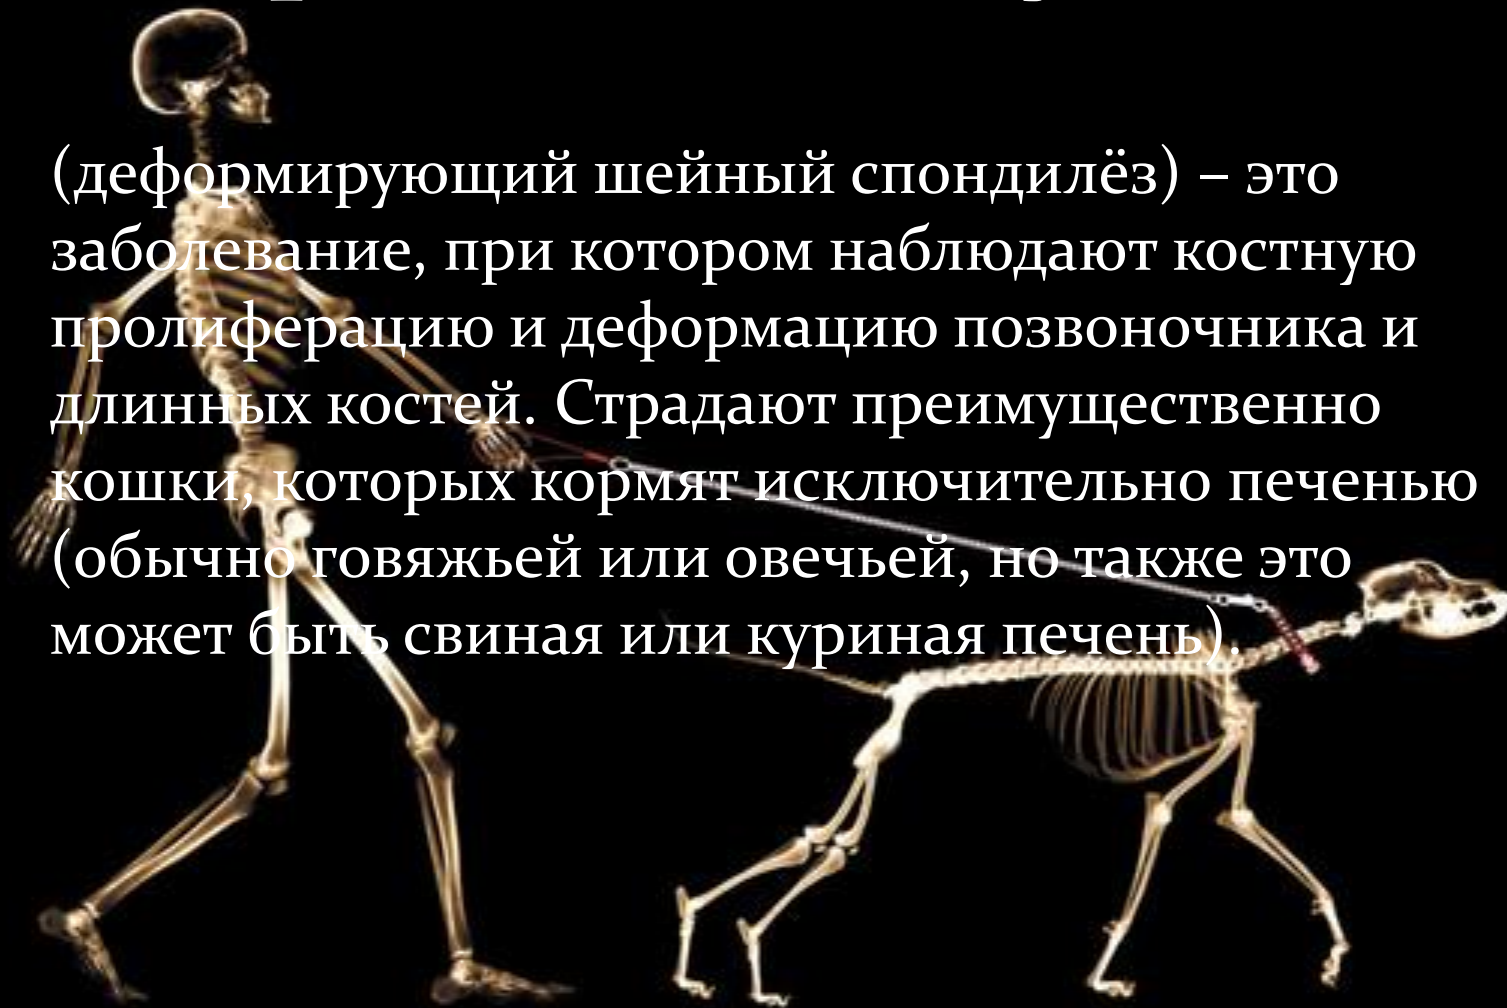 (деформирующий шейный спондилёз) – это
заболевание, при котором наблюдают костную
пролиферацию и деформацию позвоночника и
длинных костей. Страдают преимущественно
кошки, которых кормят исключительно печенью
(обычно говяжьей или овечьей, но также это
может быть свиная или куриная печень).